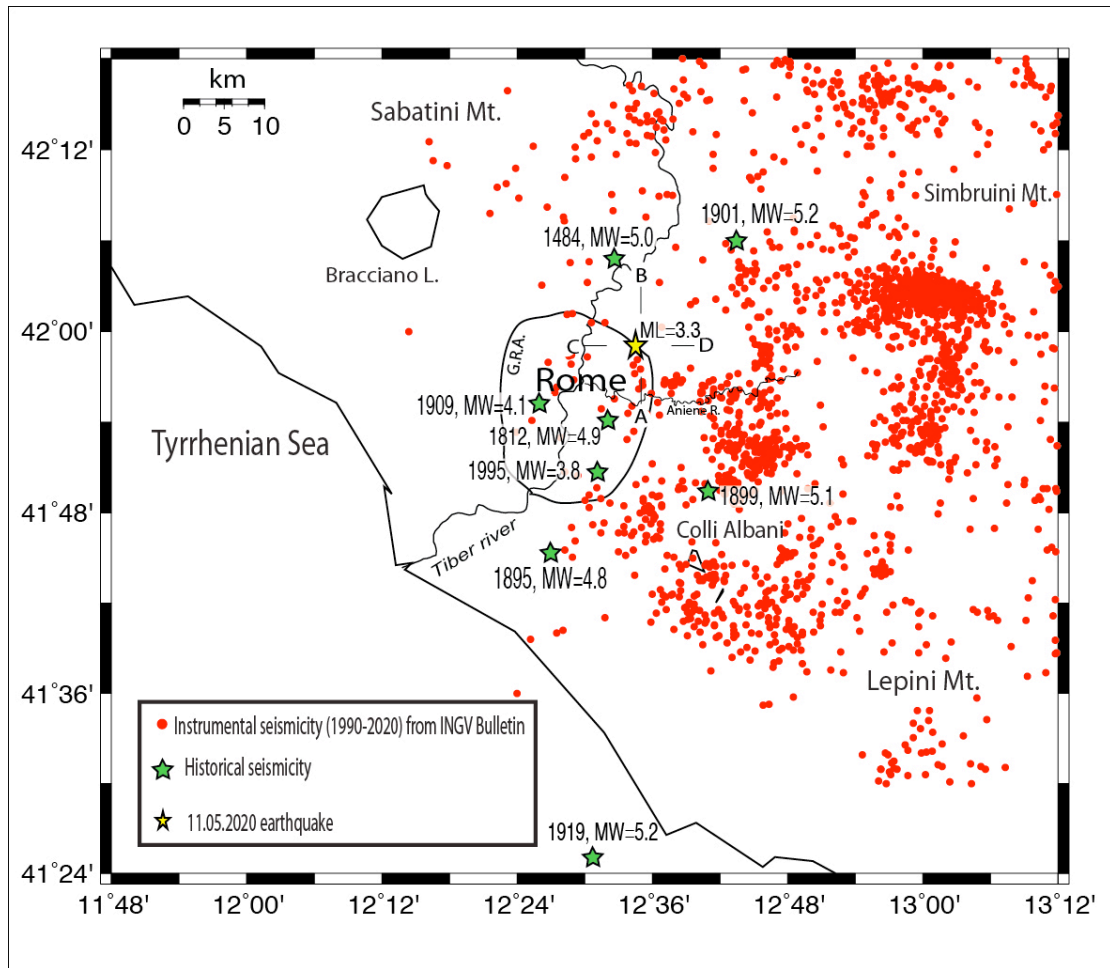 km
0 5 10
Sabatini Mt.
42°12'
Simbruini Mt.
1901, MW=5.2
1484, MW=5.0
Bracciano L.
B
42°00'
ML=3.3
C
D
G.R.A.
Rome
1909, MW=4.1
Aniene R.
A
Tyrrhenian Sea
1812, MW=4.9
1995, MW=3.8
1899, MW=5.1
41°48'
Colli Albani
Tiber river
1895, MW=4.8
Lepini Mt.
41°36'
Instrumental seismicity (1990-2020) from INGV Bulletin
Historical seismicity
11.05.2020 earthquake
1919, MW=5.2
41°24'
11°48' 12°00' 12°12' 12°24' 12°36' 12°48' 13°00' 13°12'